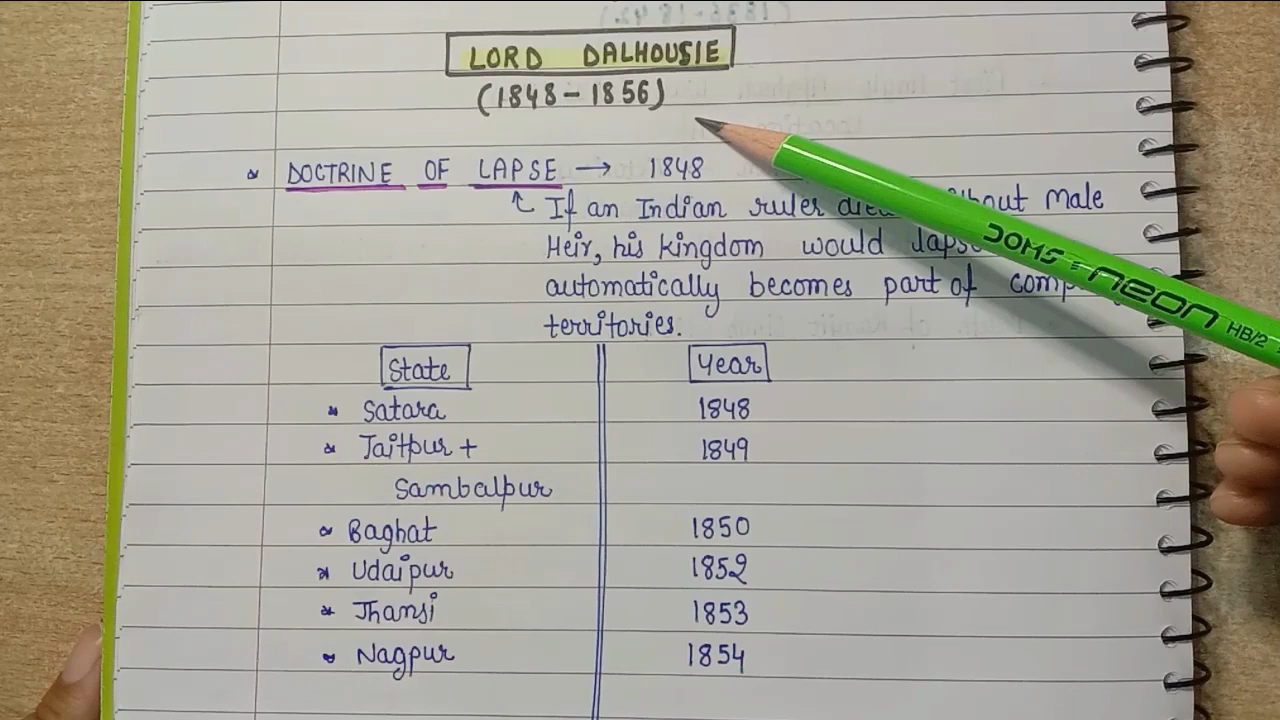 LORD DALHOUSIE
(1848-1856)
DOCTRINE OF LAPSE → 1848
If an Indian ruler without Male
Heir, his kingdom would
automatically becomes part of
territories.
State Year
Satara 1848
Jaitpur + 1849
Sambalpur
Baghat 1850
Udaipur 1852
Jhansi 1853
Nagpur 1854
DOMS neon HB/2